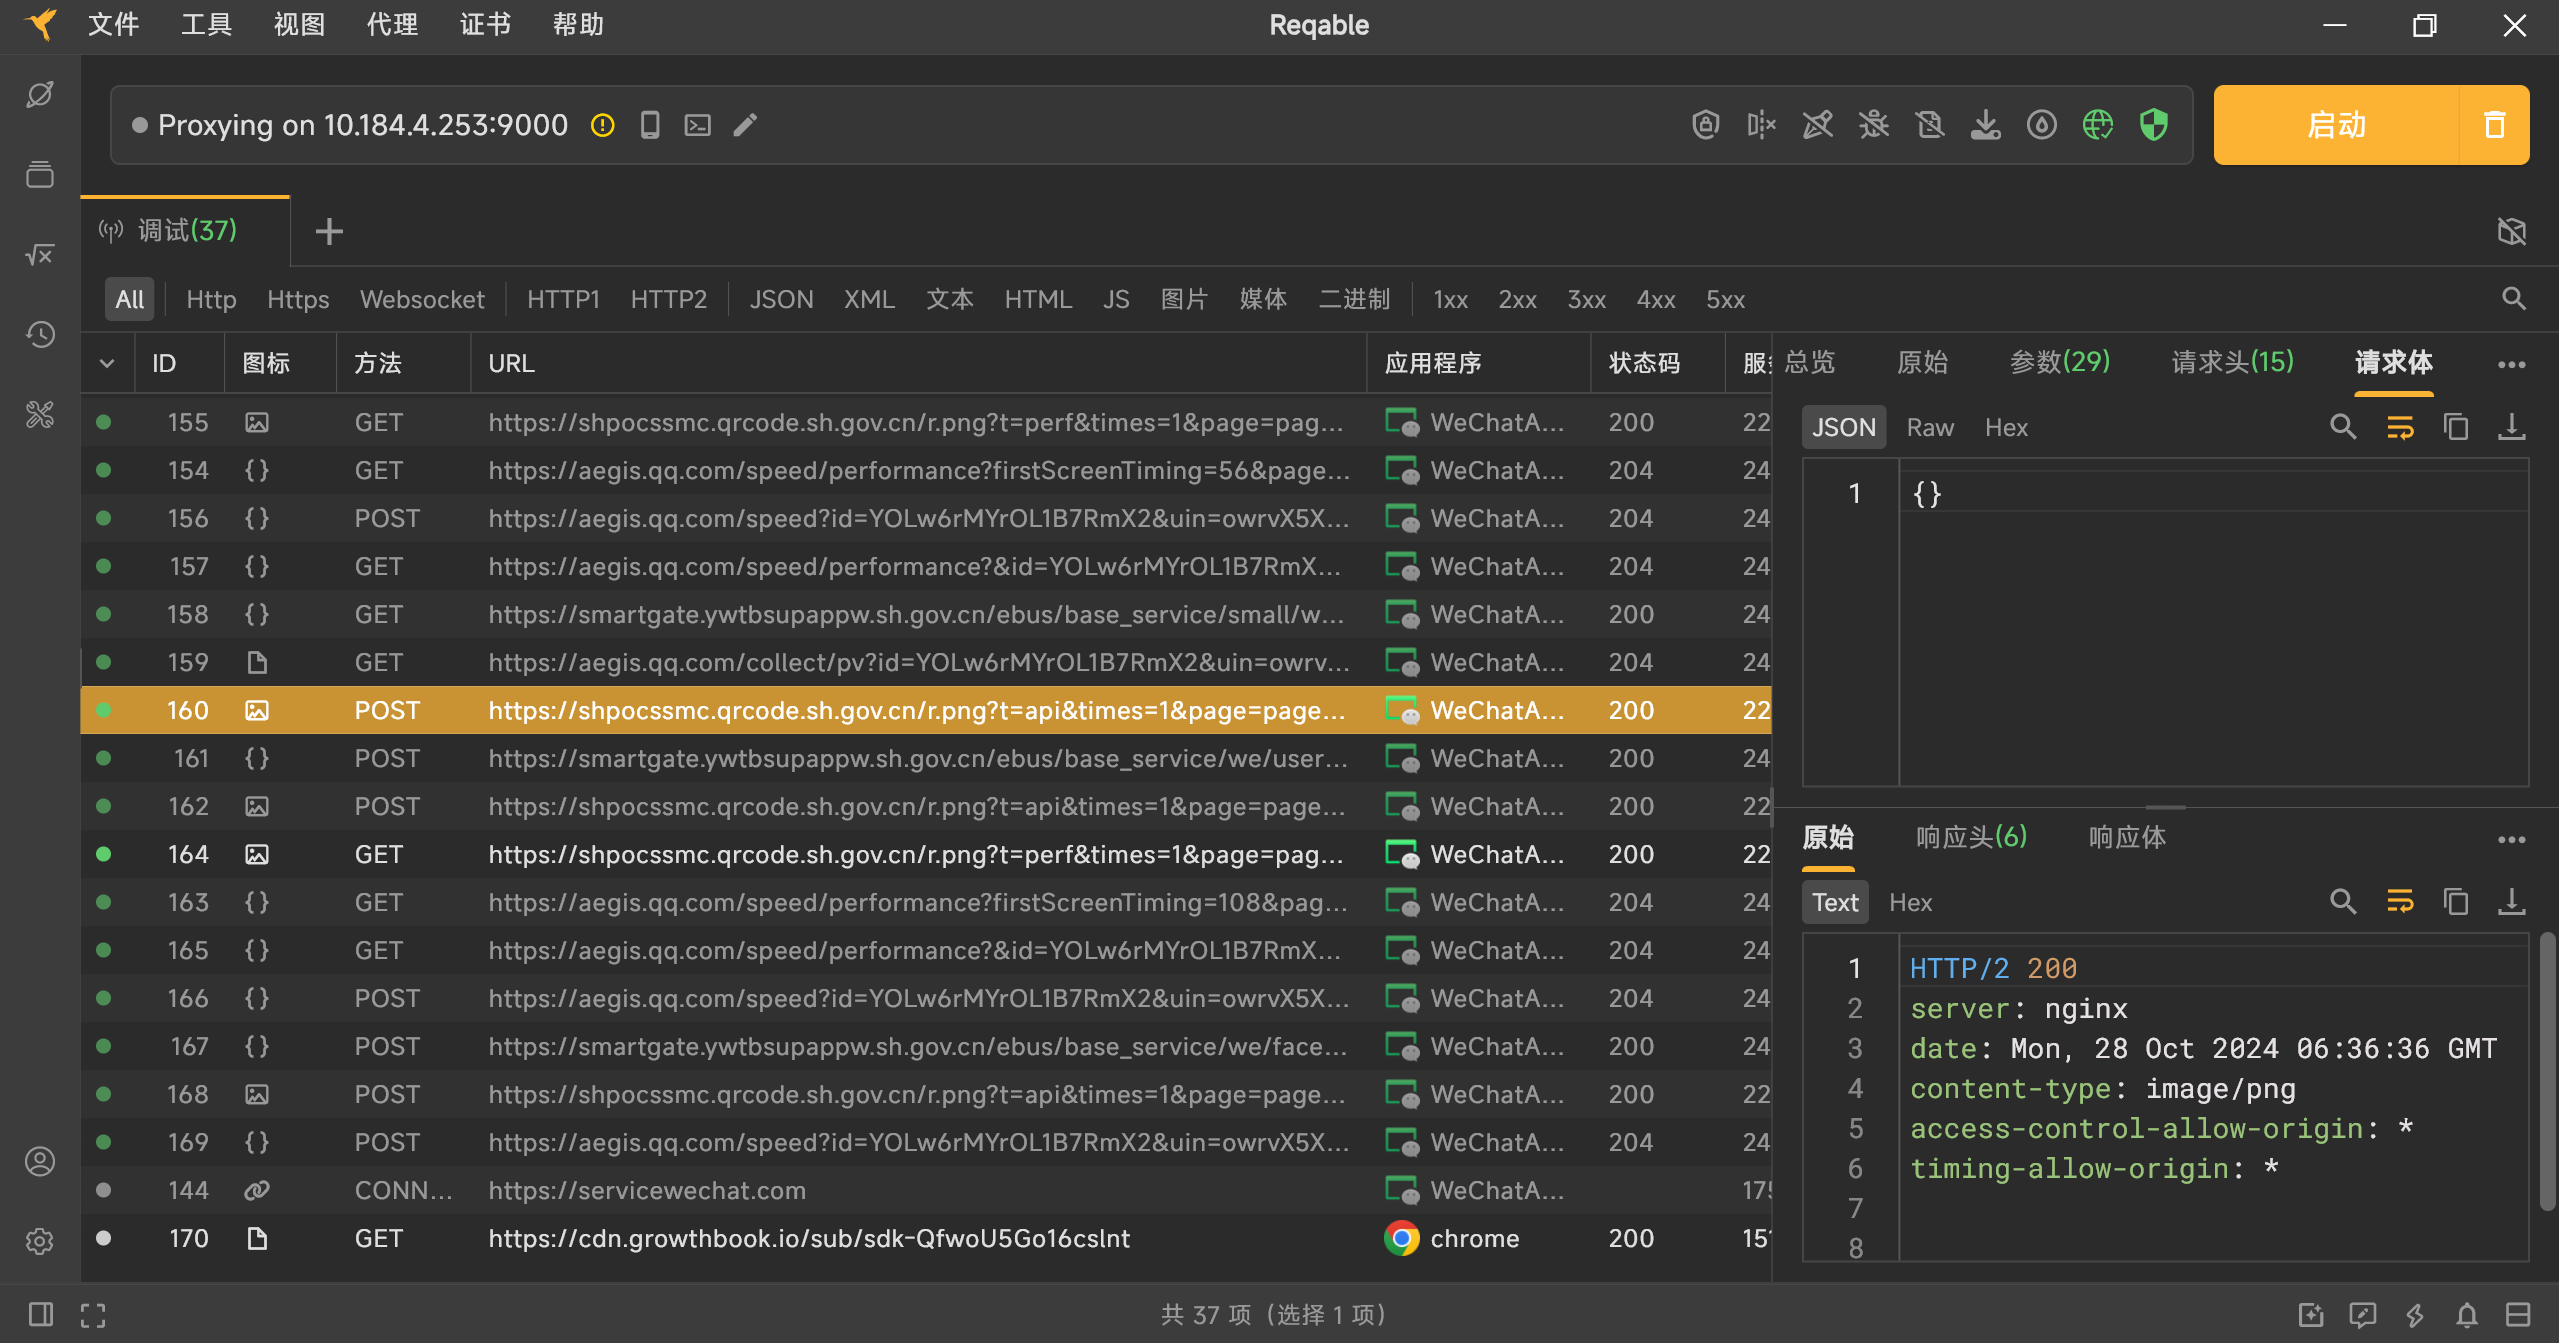 文件 工具 视图 代理 证书 帮助 Reqable
Proxying on 10.184.4.253:9000 启动
调试(37)
All Http Https Websocket HTTP1 HTTP2 JSON XML 文本 HTML JS 图片 媒体 二进制 1xx 2xx 3xx 4xx 5xx
ID 图标 方法 URL 应用程序 状态码
155 GET https://shpocssmc.qrcode.sh.gov.cn/r.png?t=perf&times=1&page=pag... WeChatA... 200 22
154 {} GET https://aegis.qq.com/speed/performance?firstScreenTiming=56&page... WeChatA... 204 24
156 {} POST https://aegis.qq.com/speed?id=YOLw6rMYrOL1B7RmX2&uin=owrvX5X... WeChatA... 204 24
157 {} GET https://aegis.qq.com/speed/performance?&id=YOLw6rMYrOL1B7RmX... WeChatA... 204 24
158 {} GET https://smartgate.ywtbsupappw.sh.gov.cn/ebus/base_service/small/w... WeChatA... 200 24
159 GET https://aegis.qq.com/collect/pv?id=YOLw6rMYrOL1B7RmX2&uin=owrv... WeChatA... 204 24
160 POST https://shpocssmc.qrcode.sh.gov.cn/r.png?t=api&times=1&page=page... WeChatA... 200 22
161 {} POST https://smartgate.ywtbsupappw.sh.gov.cn/ebus/base_service/we/user... WeChatA... 200 24
162 POST https://shpocssmc.qrcode.sh.gov.cn/r.png?t=api&times=1&page=page... WeChatA... 200 22
164 GET https://shpocssmc.qrcode.sh.gov.cn/r.png?t=perf&times=1&page=pag... WeChatA... 200 22
163 {} GET https://aegis.qq.com/speed/performance?firstScreenTiming=108&pag... WeChatA... 204 24
165 {} GET https://aegis.qq.com/speed/performance?&id=YOLw6rMYrOL1B7RmX... WeChatA... 204 24
166 {} POST https://aegis.qq.com/speed?id=YOLw6rMYrOL1B7RmX2&uin=owrvX5X... WeChatA... 204 24
167 {} POST https://smartgate.ywtbsupappw.sh.gov.cn/ebus/base_service/we/face... WeChatA... 200 24
168 POST https://shpocssmc.qrcode.sh.gov.cn/r.png?t=api&times=1&page=page... WeChatA... 200 22
169 {} POST https://aegis.qq.com/speed?id=YOLw6rMYrOL1B7RmX2&uin=owrvX5X... WeChatA... 204 24
144 CONN... https://servicewechat.com WeChatA... 175
170 GET https://cdn.growthbook.io/sub/sdk-QfwoU5Go16cslnt chrome 200 15
总览 原始 参数(29) 请求头(15) 请求体
JSON Raw Hex
1 {}
原始 响应头(6) 响应体
Text Hex
1 HTTP/2 200
2 server: nginx
3 date: Mon, 28 Oct 2024 06:36:36 GMT
4 content-type: image/png
5 access-control-allow-origin: *
6 timing-allow-origin: *
7
8
共 37 项（选择 1 项）